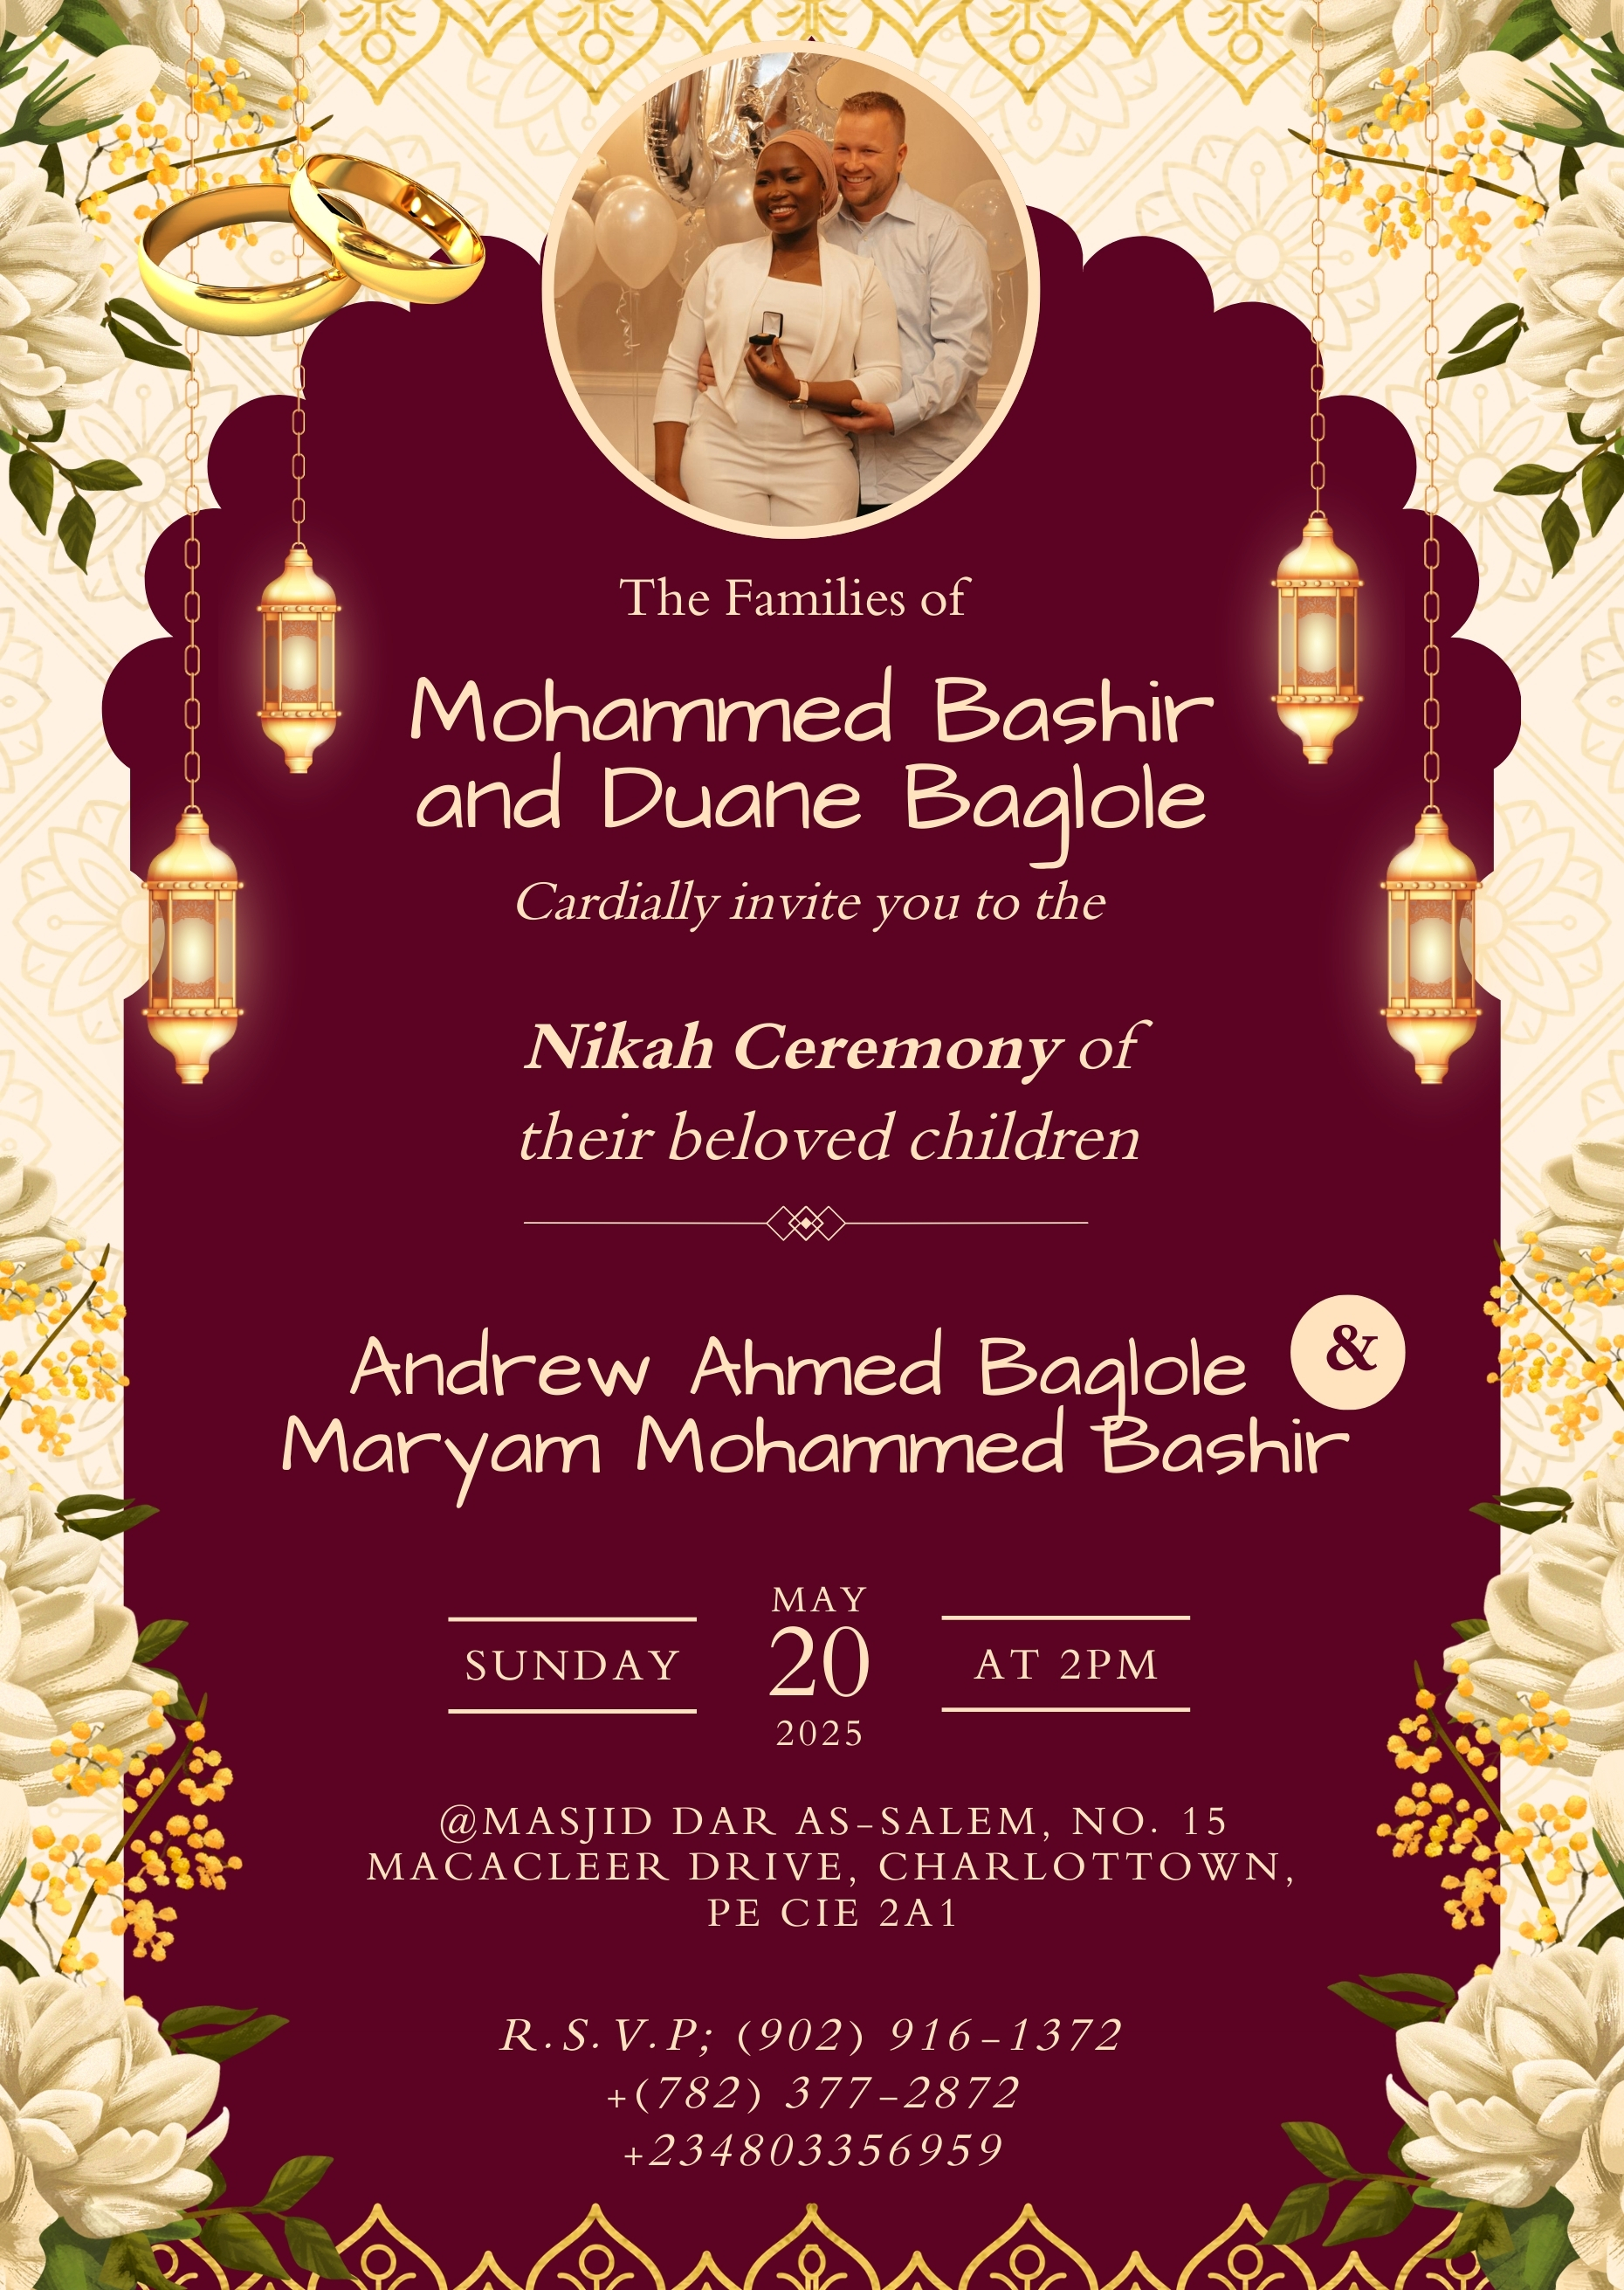 The Families of
Mohammed Bashir
and Duane Baglole
Cardially invite you to the
Nikah Ceremony of
their beloved children
Andrew Ahmed Baglole &
Maryam Mohammed Bashir
SUNDAY
MAY
20
2025
AT 2PM
@MASJID DAR AS-SALEM, NO. 15
MACACLEER DRIVE, CHARLOTTOWN,
PE CIE 2A1
R.S.V.P; (902) 916-1372
+(782) 377-2872
+234803356959